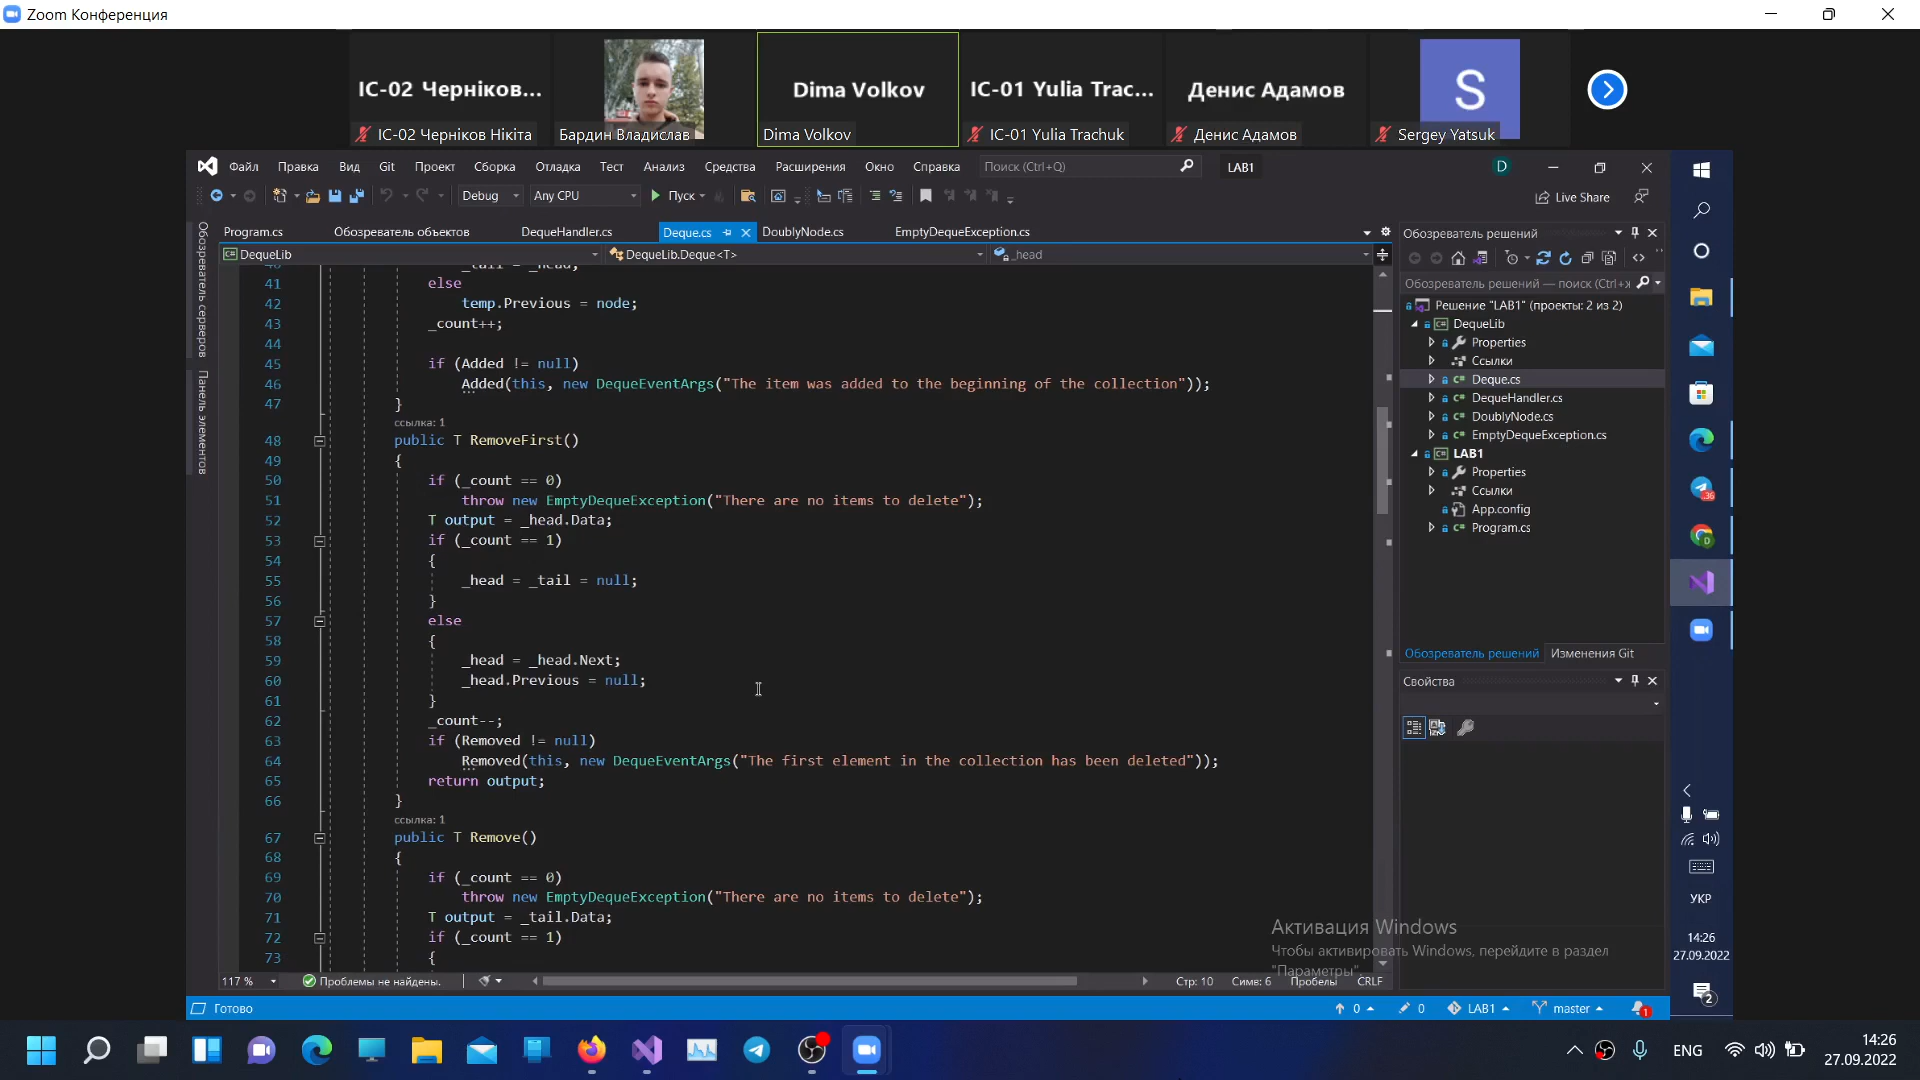 Zoom Конференция
IC-02 Черніков...
Dima Volkov
IC-01 Yulia Trac...
Денис Адамов
S
IC-02 Черніков Нікіта
Бардин Владислав
Dima Volkov
IC-01 Yulia Trachuk
Денис Адамов
Sergey Yatsuk
Файл Правка Вид Git Проект Сборка Отладка Тест Анализ Средства Расширения Окно Справка Поиск (Ctrl+Q) LAB1 D
Debug Any CPU Пуск Live Share
Обозреватель серверов
Панель элементов
Program.cs Обозреватель объектов DequeHandler.cs Deque.cs DoublyNode.cs EmptyDequeException.cs
DequeLib DequeLib.Deque<T> _head
40 _tail = _head;
41 else
42 temp.Previous = node;
43 _count++;
44
45 if (Added != null)
46 Added(this, new DequeEventArgs("The item was added to the beginning of the collection"));
47 }
ссылка: 1
48 public T RemoveFirst()
49 {
50 if (_count == 0)
51 throw new EmptyDequeException("There are no items to delete");
52 T output = _head.Data;
53 if (_count == 1)
54 {
55 _head = _tail = null;
56 }
57 else
58 {
59 _head = _head.Next;
60 _head.Previous = null;
61 }
62 _count--;
63 if (Removed != null)
64 Removed(this, new DequeEventArgs("The first element in the collection has been deleted"));
65 return output;
66 }
ссылка: 1
67 public T Remove()
68 {
69 if (_count == 0)
70 throw new EmptyDequeException("There are no items to delete");
71 T output = _tail.Data;
72 if (_count == 1)
73 {
117 % Проблемы не найдены. Стр: 10 Симв: 6 Пробелы CRLF
Обозреватель решений
Обозреватель решений — поиск (Ctrl+ж
Решение "LAB1" (проекты: 2 из 2)
DequeLib
Properties
Ссылки
Deque.cs
DequeHandler.cs
DoublyNode.cs
EmptyDequeException.cs
LAB1
Properties
Ссылки
App.config
Program.cs
Обозреватель решений Изменения Git
Свойства
Активация Windows
Чтобы активировать Windows, перейдите в раздел
"Параметры".
Готово 0 0 LAB1 master 1
36
D
УКР
14:26
27.09.2022
2
ENG
14:26
27.09.2022